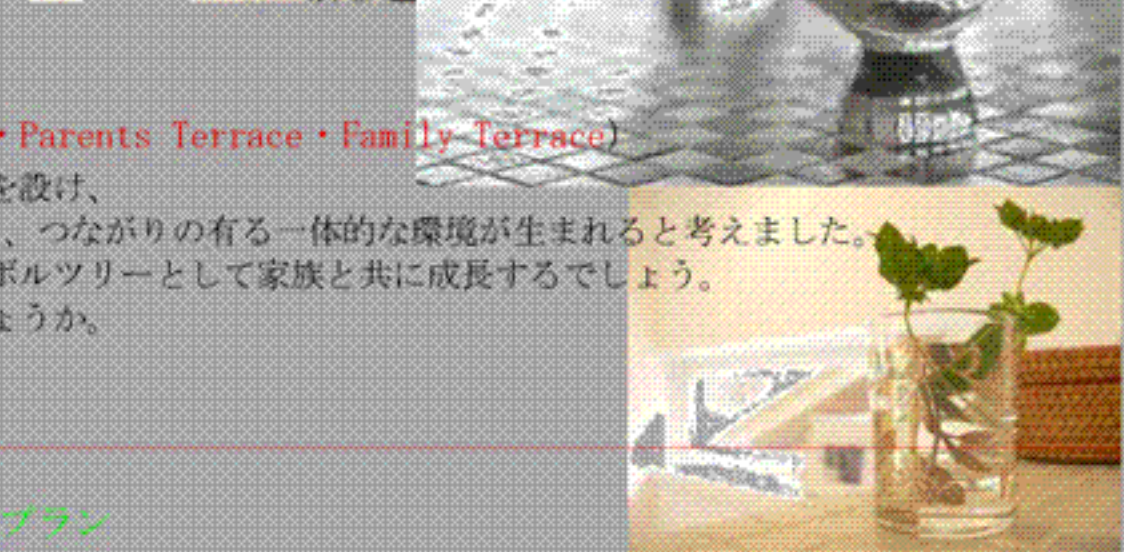 ・Parents Terrace・Family Terrace)
を設け、
、つながりの有る一体的な環境が生まれると考えました。
ボルツリーとして家族と共に成長するでしょう。
ょうか。
プラン